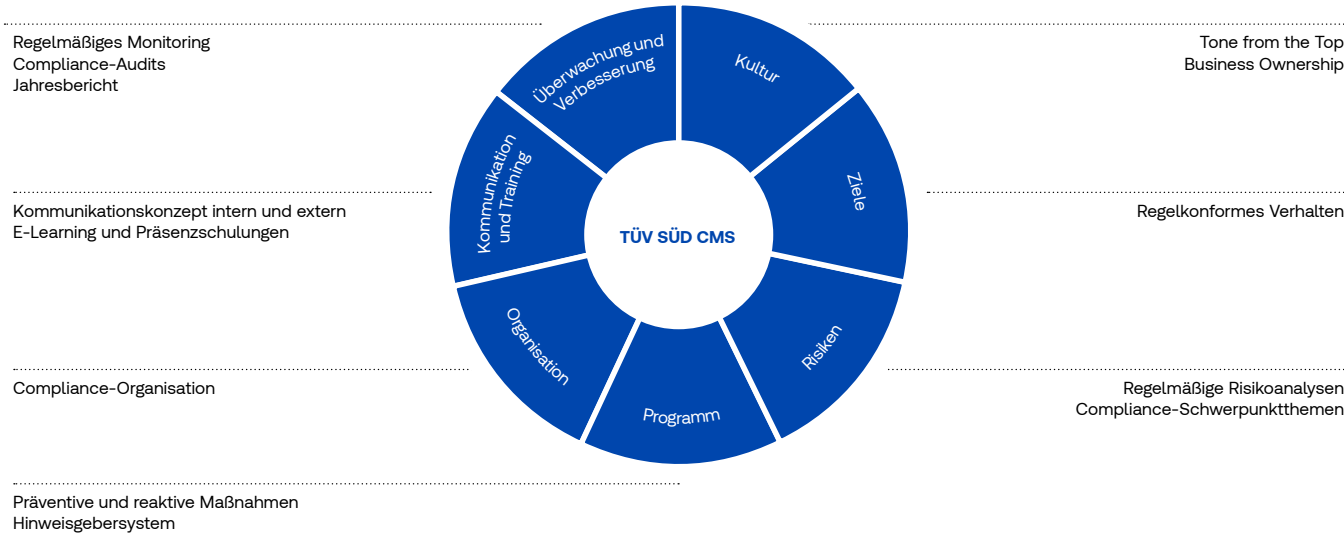 Regelmäßiges Monitoring
Compliance-Audits
Jahresbericht
Tone from the Top
Business Ownership
Überwachung und
Verbesserung
Kultur
Kommunikation
und Training
Ziele
Kommunikationskonzept intern und extern
E-Learning und Präsenzschulungen
Regelkonformes Verhalten
TÜV SÜD CMS
Organisation
Risiken
Programm
Compliance-Organisation
Regelmäßige Risikoanalysen
Compliance-Schwerpunktthemen
Präventive und reaktive Maßnahmen
Hinweisgebersystem